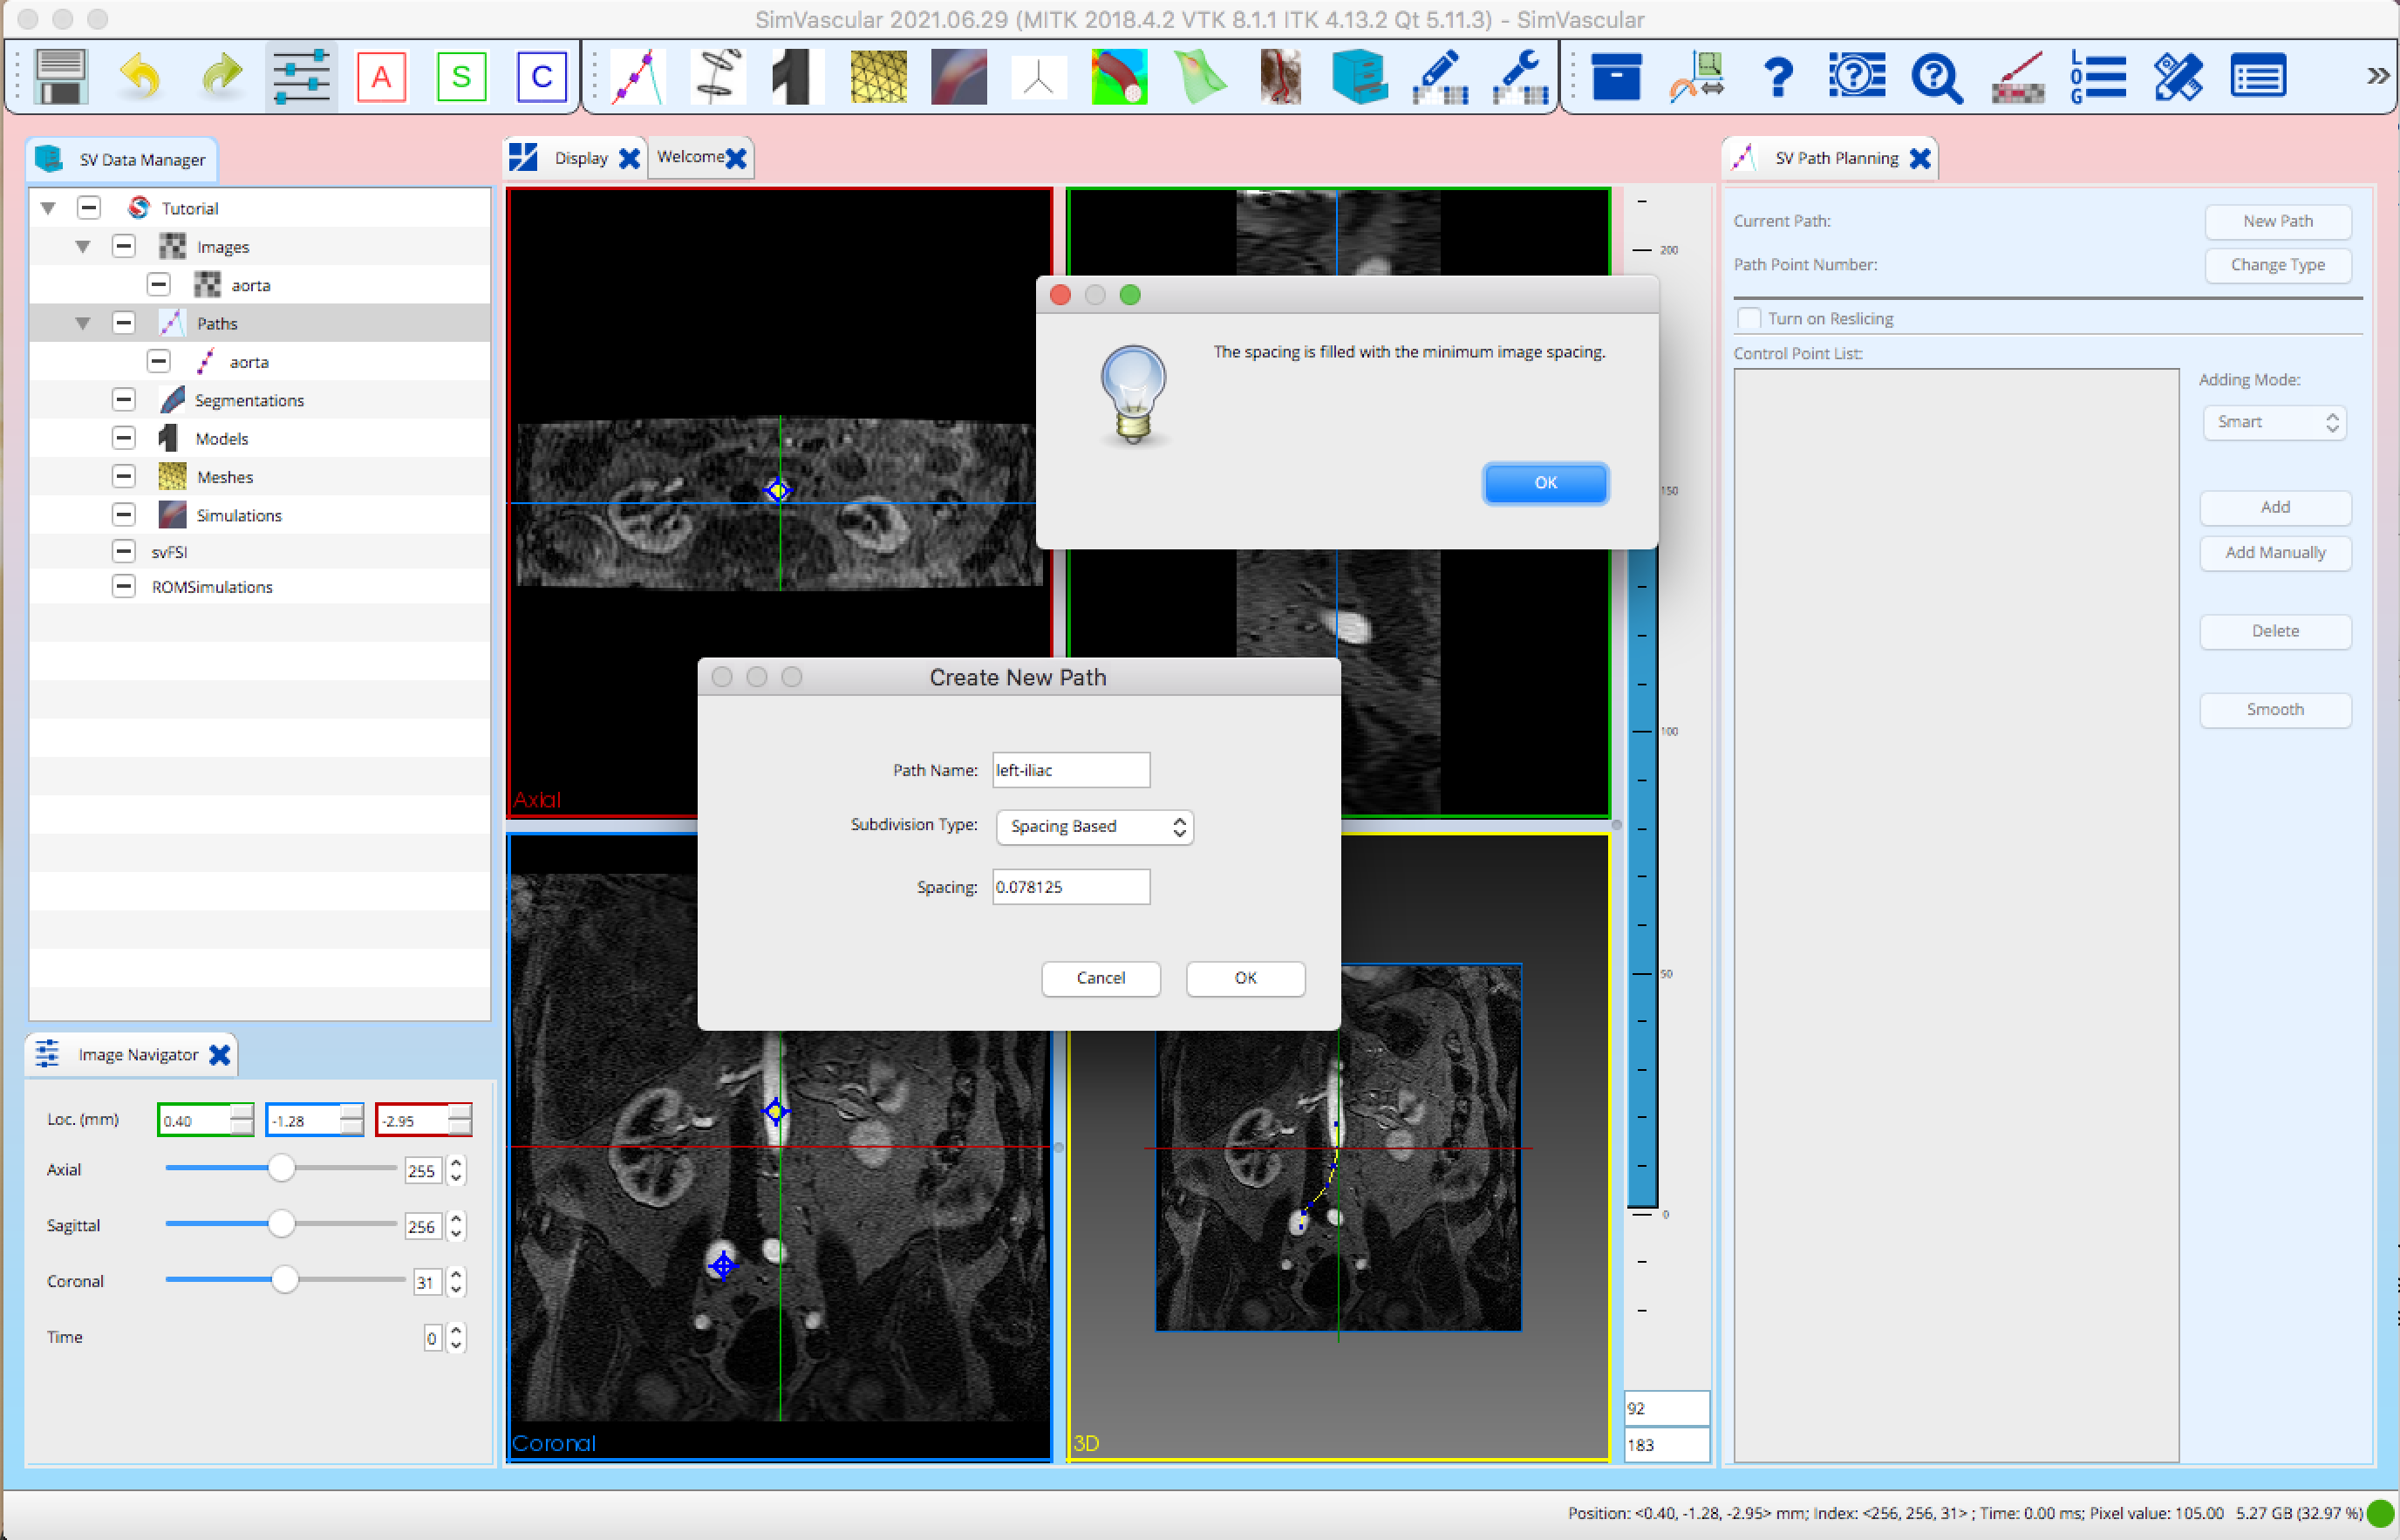 SimVascular 2021.06.29 (MITK 2018.4.2 VTK 8.1.1 ITK 4.13.2 Qt 5.11.3) - SimVascular
A S C
LOG
»
SV Data Manager
Tutorial
Images
aorta
Paths
aorta
Segmentations
Models
Meshes
Simulations
svFSI
ROMSimulations
Image Navigator
Loc. (mm) 0.40 -1.28 -2.95
Axial 255
Sagittal 256
Coronal 31
Time 0
Display
Welcome
Axial
Coronal
3D
The spacing is filled with the minimum image spacing.
OK
Create New Path
Path Name: left-iliac
Subdivision Type: Spacing Based
Spacing: 0.078125
Cancel OK
200
150
100
50
0
92
183
SV Path Planning
Current Path: New Path
Path Point Number: Change Type
Turn on Reslicing
Control Point List:
Adding Mode:
Smart
Add
Add Manually
Delete
Smooth
Position: <0.40, -1.28, -2.95> mm; Index: <256, 256, 31> ; Time: 0.00 ms; Pixel value: 105.00 5.27 GB (32.97 %)